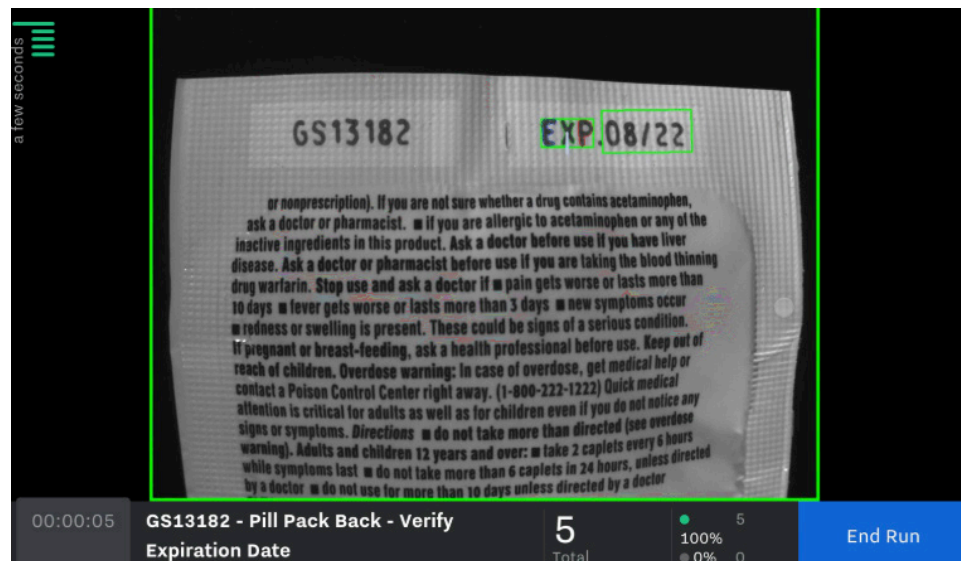 a few seconds
GS13182 EXP.08/22
or nonprescription). If you are not sure whether a drug contains acetaminophen,
ask a doctor or pharmacist. ■ if you are allergic to acetaminophen or any of the
inactive ingredients in this product. Ask a doctor before use if you have liver
disease. Ask a doctor or pharmacist before use if you are taking the blood thinning
drug warfarin. Stop use and ask a doctor if ■ pain gets worse or lasts more than
10 days ■ fever gets worse or lasts more than 3 days ■ new symptoms occur
■ redness or swelling is present. These could be signs of a serious condition.
If pregnant or breast-feeding, ask a health professional before use. Keep out of
reach of children. Overdose warning: In case of overdose, get medical help or
contact a Poison Control Center right away. (1-800-222-1222) Quick medical
attention is critical for adults as well as for children even if you do not notice any
signs or symptoms. Directions ■ do not take more than directed (see overdose
warning). Adults and children 12 years and over: ■ take 2 caplets every 6 hours
while symptoms last ■ do not take more than 6 caplets in 24 hours, unless directed
by a doctor ■ do not use for more than 10 days unless directed by a doctor
00:00:05
GS13182 - Pill Pack Back - Verify
Expiration Date
5
Total
5
100%
0% 0
End Run